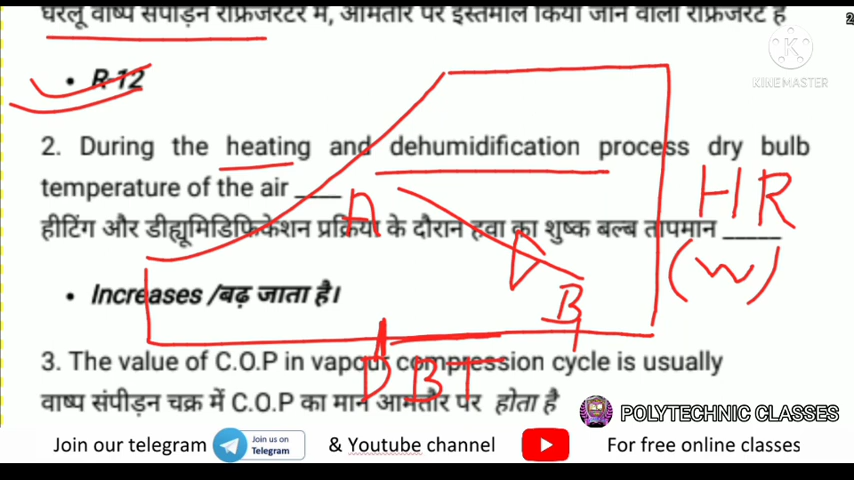 घरेलू वाष्प संपीड़न रेफ्रिजरेटर में, आमतौर पर इस्तेमाल किया जाने वाला रेफ्रिजरेंट है
2
KINEMASTER
• R-12
2. During the heating and dehumidification process dry bulb
temperature of the air ____
HR
हीटिंग और डीह्यूमिडिफिकेशन प्रक्रिया के दौरान हवा का शुष्क बल्ब तापमान _____
A
(W)
• Increases /बढ़ जाता है।
B
3. The value of C.O.P in vapour compression cycle is usually
DBT
वाष्प संपीड़न चक्र में C.O.P का मान आमतौर पर होता है
POLYTECHNIC CLASSES
Join our telegram Join us on Telegram & Youtube channel For free online classes